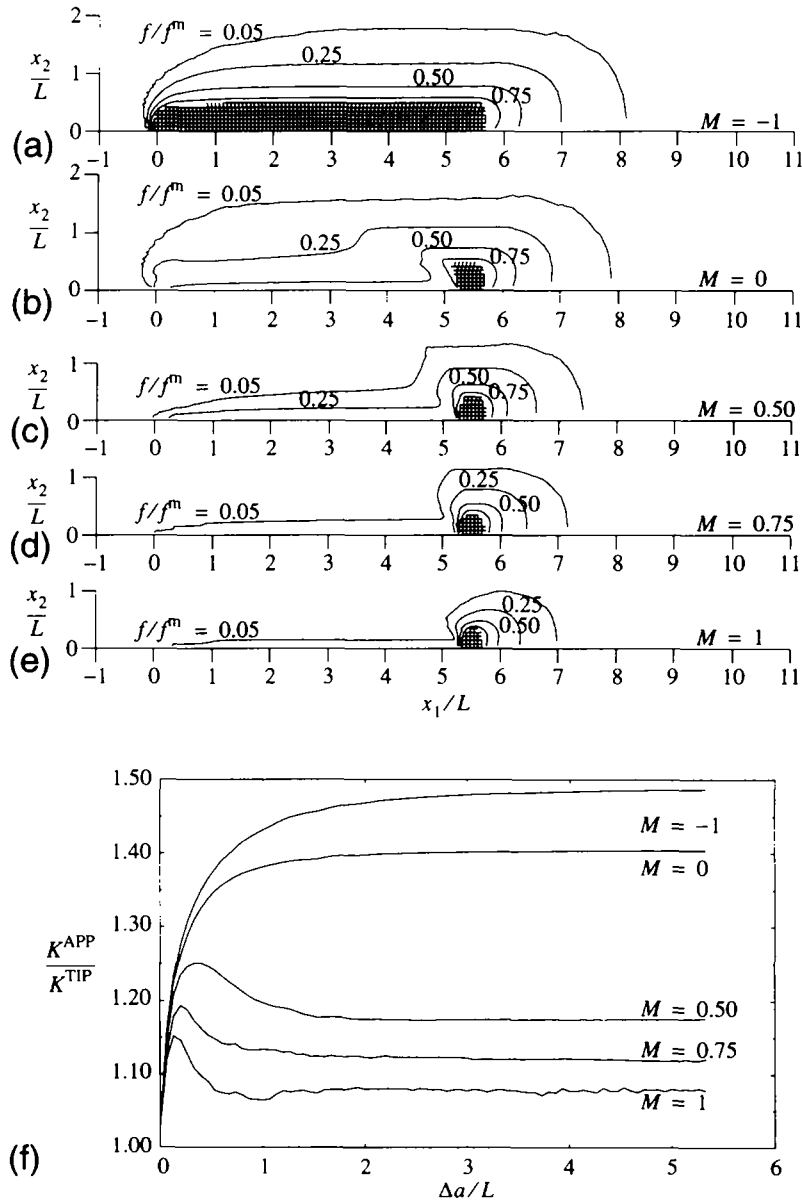 2
x₂/L
1
0
f/fᵐ = 0.05
0.25
0.50
0.75
M = −1
(a)
−1 0 1 2 3 4 5 6 7 8 9 10 11
2
x₂/L
1
0
f/fᵐ = 0.05
0.25
0.50
0.75
M = 0
(b)
−1 0 1 2 3 4 5 6 7 8 9 10 11
x₂/L
1
0
f/fᵐ = 0.05
0.25
0.50
0.75
M = 0.50
(c)
−1 0 1 2 3 4 5 6 7 8 9 10 11
x₂/L
1
0
f/fᵐ = 0.05
0.25
0.50
M = 0.75
(d)
−1 0 1 2 3 4 5 6 7 8 9 10 11
x₂/L
1
0
f/fᵐ = 0.05
0.25
0.50
M = 1
(e)
−1 0 1 2 3 4 5 6 7 8 9 10 11
x₁/L
1.50
1.40
1.30
1.20
1.10
1.00
K^APP/K^TIP
M = −1
M = 0
M = 0.50
M = 0.75
M = 1
(f)
0 1 2 3 4 5 6
Δa/L